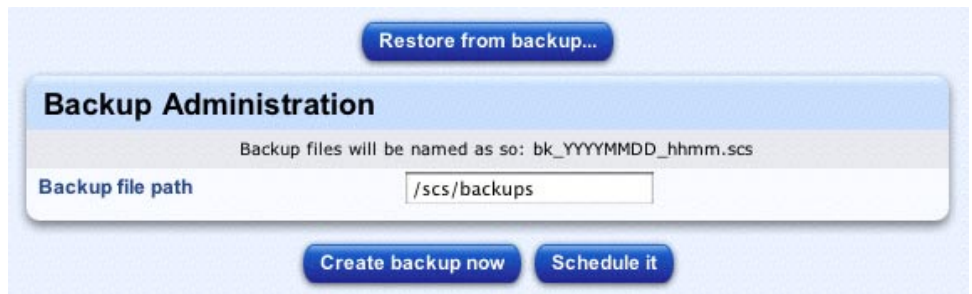 Restore from backup...
Backup Administration
Backup files will be named as so: bk_YYYYMMDD_hhmm.scs
Backup file path
/scs/backups
Create backup now
Schedule it